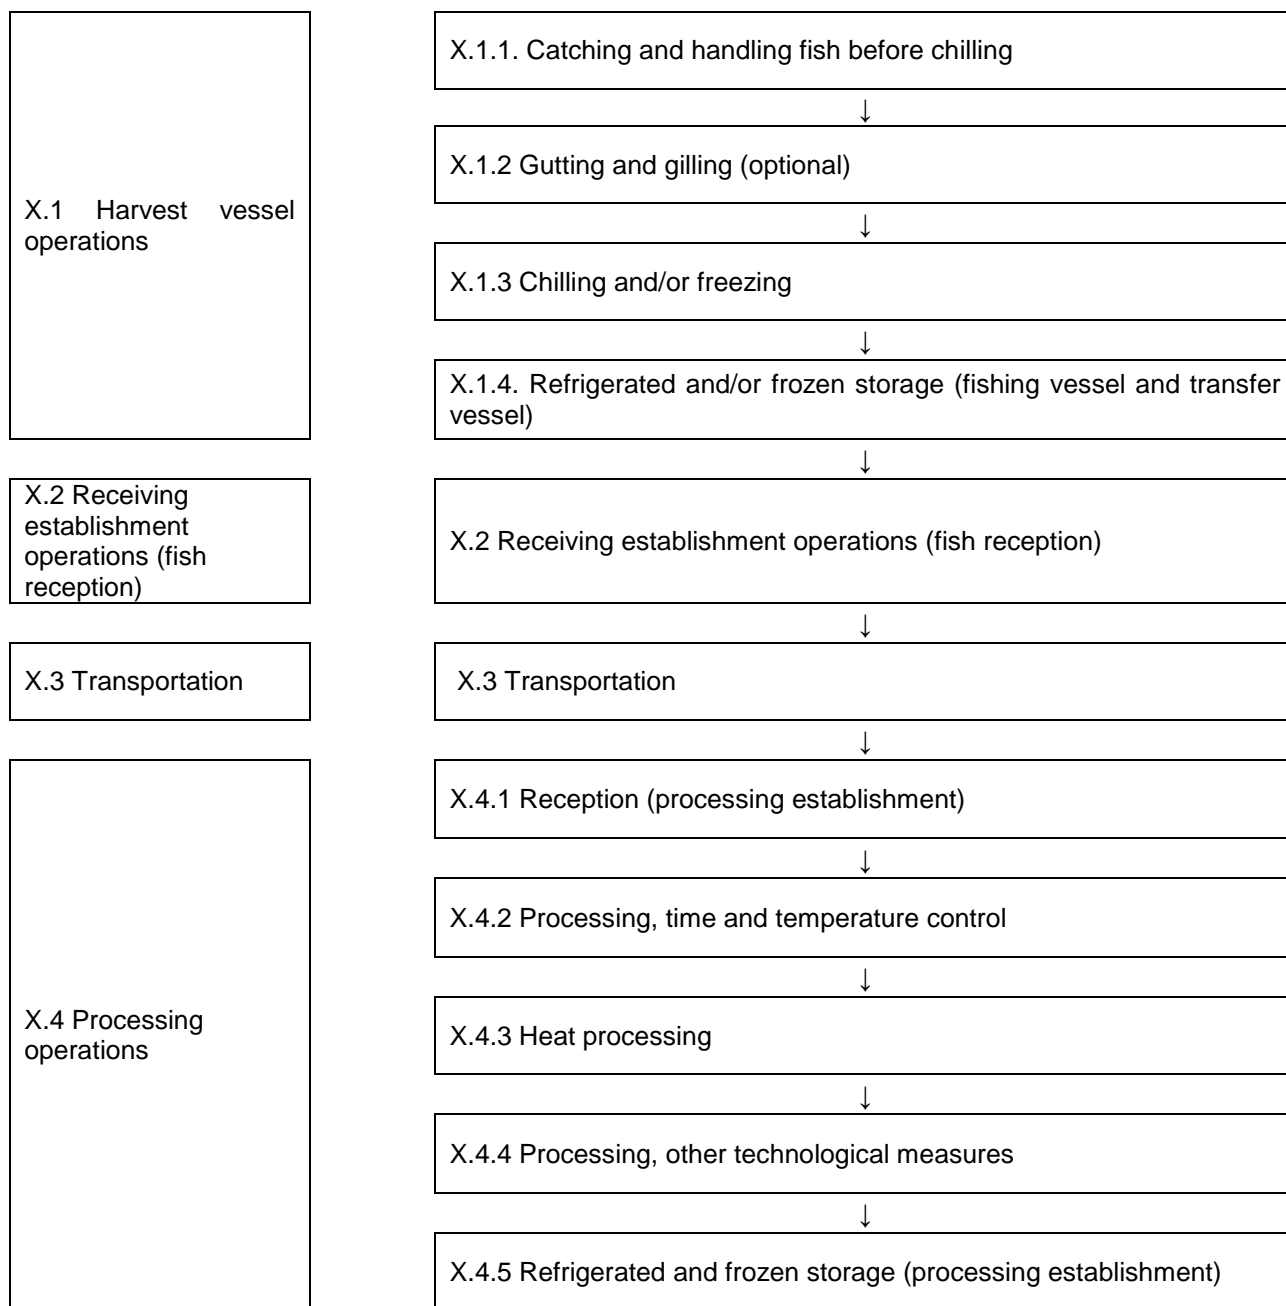 X.1.1. Catching and handling fish before chilling
↓
X.1.2 Gutting and gilling (optional)
↓
X.1 Harvest vessel
operations
X.1.3 Chilling and/or freezing
↓
X.1.4. Refrigerated and/or frozen storage (fishing vessel and transfer
vessel)
↓
X.2 Receiving
establishment
operations (fish
reception)
X.2 Receiving establishment operations (fish reception)
↓
X.3 Transportation
X.3 Transportation
↓
X.4.1 Reception (processing establishment)
↓
X.4.2 Processing, time and temperature control
↓
X.4 Processing
operations
X.4.3 Heat processing
↓
X.4.4 Processing, other technological measures
↓
X.4.5 Refrigerated and frozen storage (processing establishment)